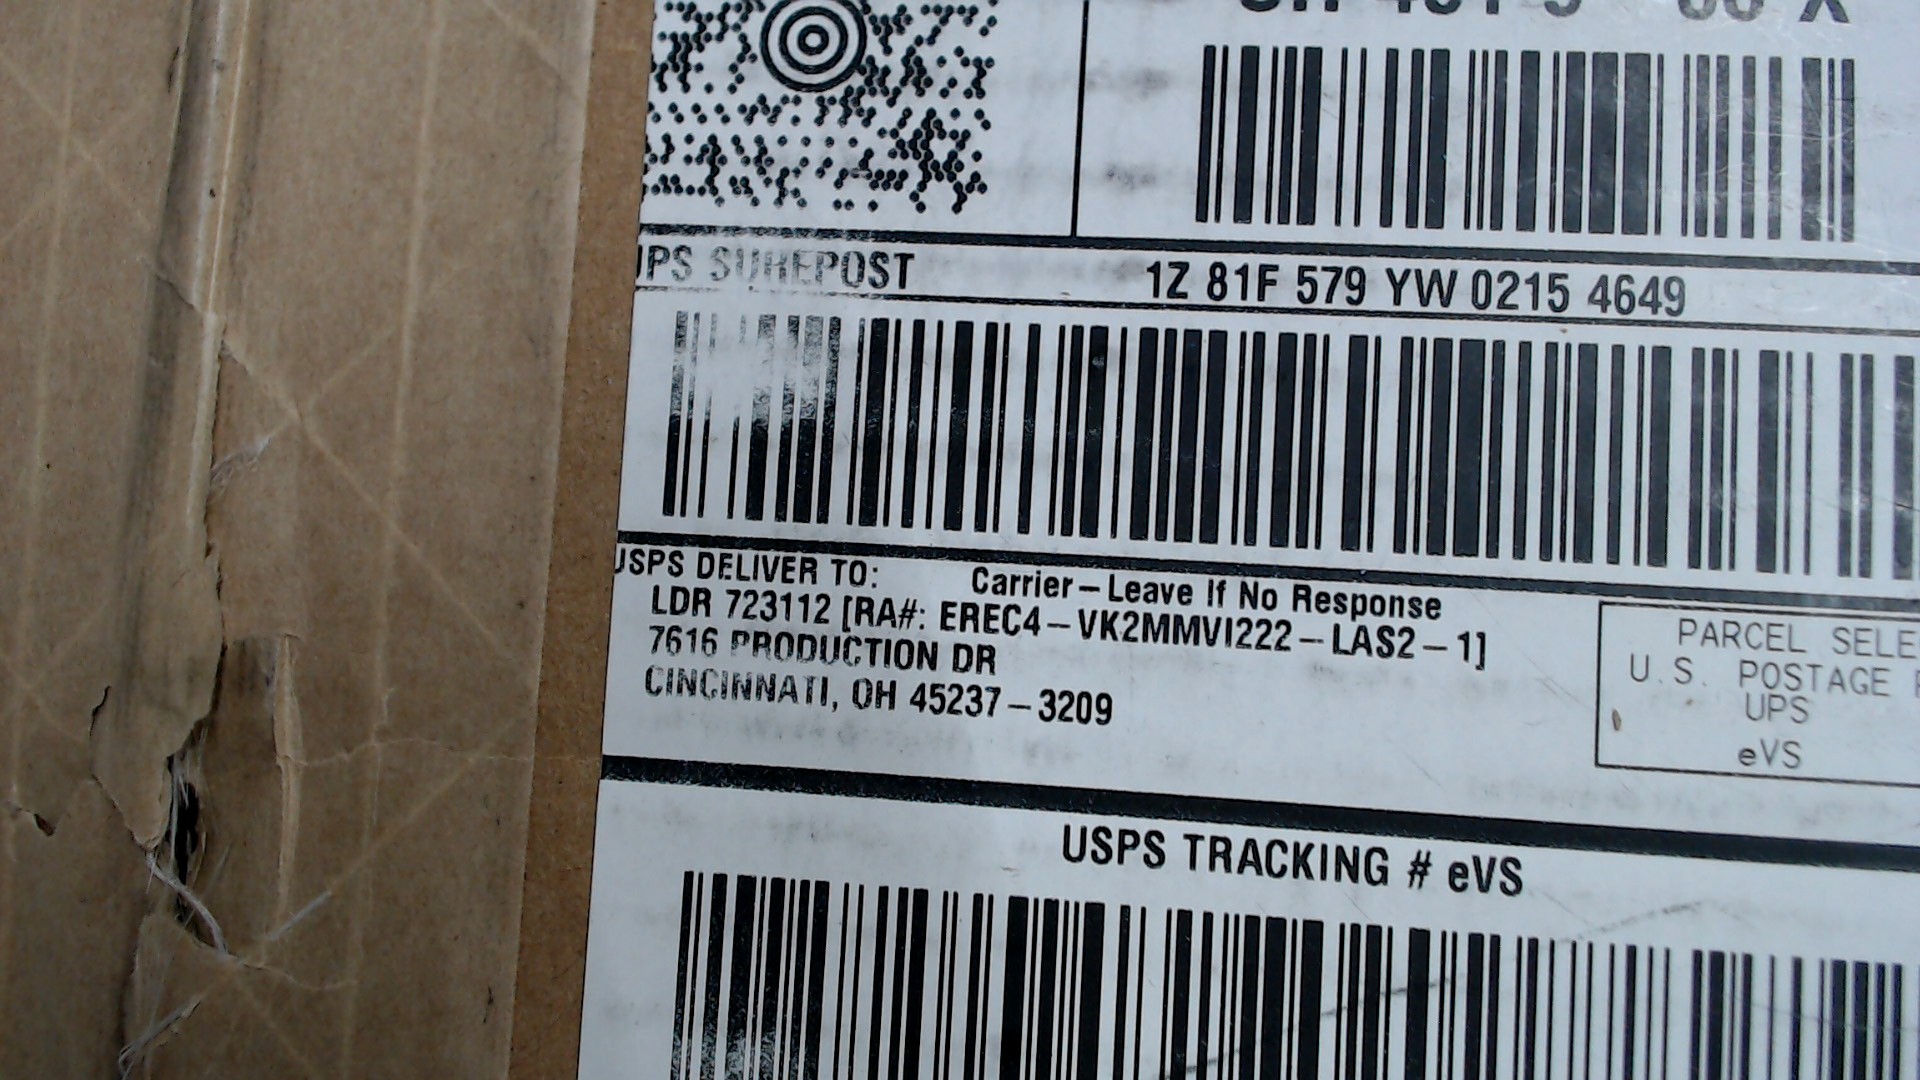 UPS SUREPOST
1Z 81F 579 YW 0215 4649
USPS DELIVER TO:
Carrier – Leave If No Response
LDR 723112 [RA#: EREC4 – VK2MMVI222 – LAS2 – 1]
7616 PRODUCTION DR
CINCINNATI, OH 45237 – 3209
PARCEL
U.S. POSTAGE
UPS
eVS
USPS TRACKING # eVS